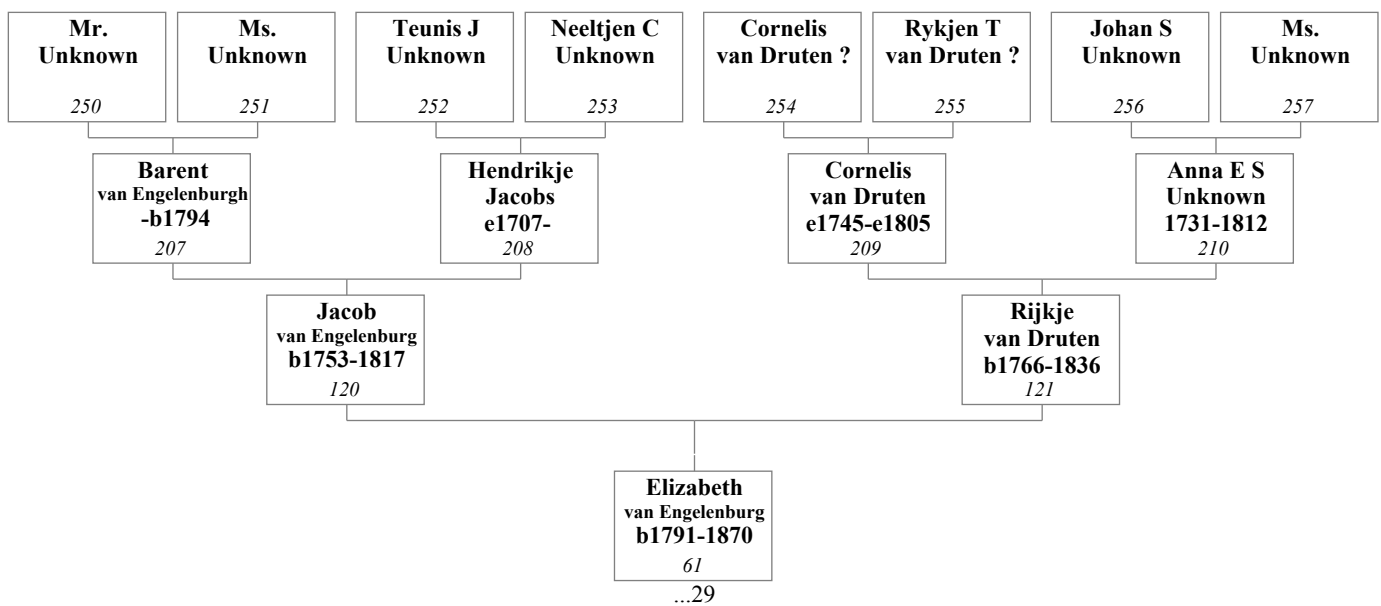 Mr.
Unknown
250
Ms.
Unknown
251
Teunis J
Unknown
252
Neeltjen C
Unknown
253
Cornelis
van Druten ?
254
Rykjen T
van Druten ?
255
Johan S
Unknown
256
Ms.
Unknown
257
Barent
van Engelenburgh
-b1794
207
Hendrikje
Jacobs
e1707-
208
Cornelis
van Druten
e1745-e1805
209
Anna E S
Unknown
1731-1812
210
Jacob
van Engelenburg
b1753-1817
120
Rijkje
van Druten
b1766-1836
121
Elizabeth
van Engelenburg
b1791-1870
61
...29